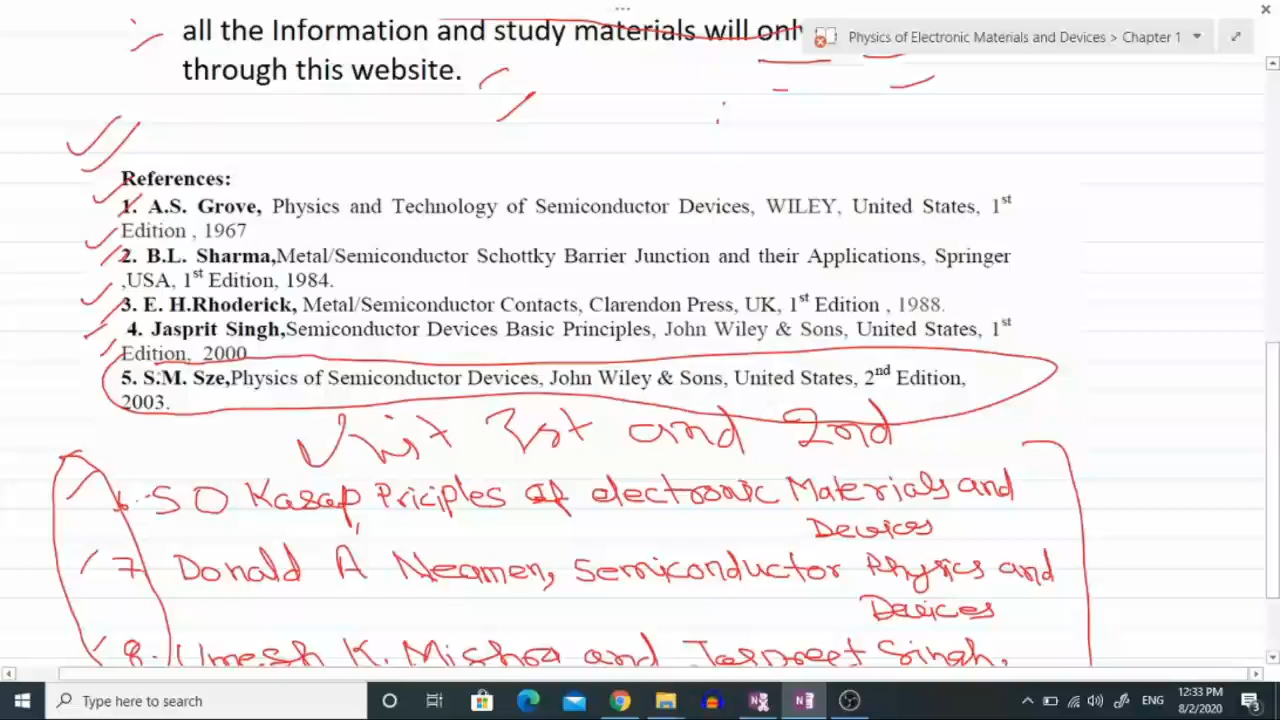 all the Information and study materials will only
through this website.
Physics of Electronic Materials and Devices > Chapter 1
References:
1. A.S. Grove, Physics and Technology of Semiconductor Devices, WILEY, United States, 1st
Edition , 1967
2. B.L. Sharma,Metal/Semiconductor Schottky Barrier Junction and their Applications, Springer
,USA, 1st Edition, 1984.
3. E. H.Rhoderick, Metal/Semiconductor Contacts, Clarendon Press, UK, 1st Edition , 1988.
4. Jasprit Singh,Semiconductor Devices Basic Principles, John Wiley & Sons, United States, 1st
Edition, 2000
5. S.M. Sze,Physics of Semiconductor Devices, John Wiley & Sons, United States, 2nd Edition,
2003.
Unit 1st and 2nd
6. S O Kasap, Priciples of electronic Materials and
Devices
7 Donald A Neamen, Semiconductor Physics and
Devices
8. Umesh K. Mishra and Jaspreet Singh,
Type here to search
ENG
12:33 PM
8/2/2020
3